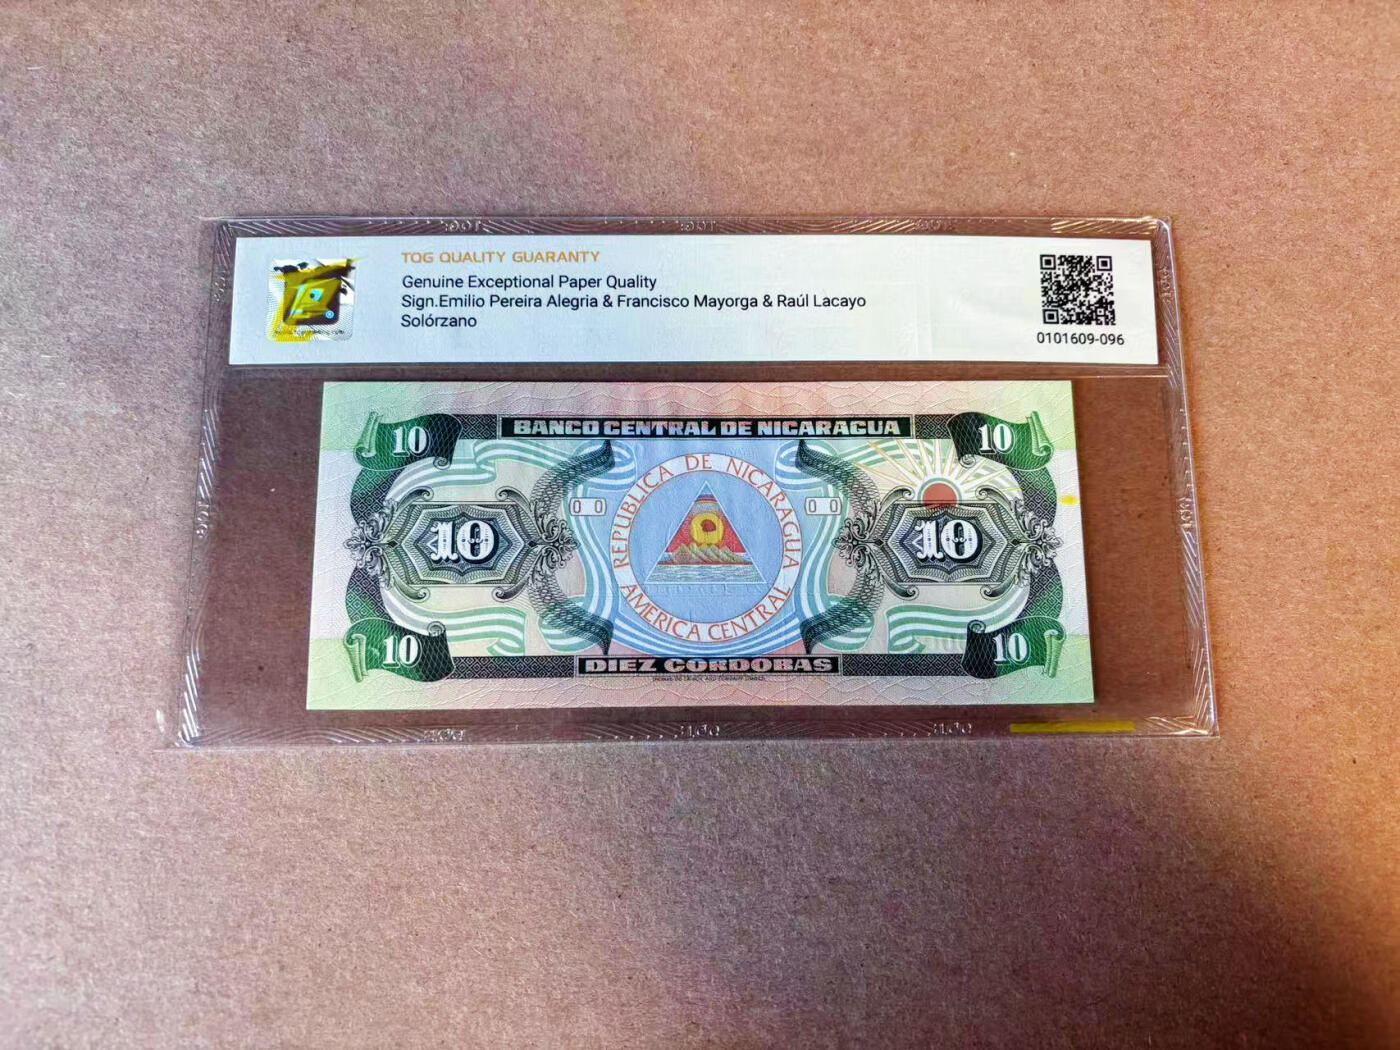 TQG QUALITY GUARANTY
Genuine Exceptional Paper Quality
Sign.Emilio Pereira Alegria & Francisco Mayorga & Raúl Lacayo
Solórzano
0101609-096
BANCO CENTRAL DE NICARAGUA
10
10
REPUBLICA DE NICARAGUA
10
10
AMERICA CENTRAL
10
10
DIEZ CORDOBAS